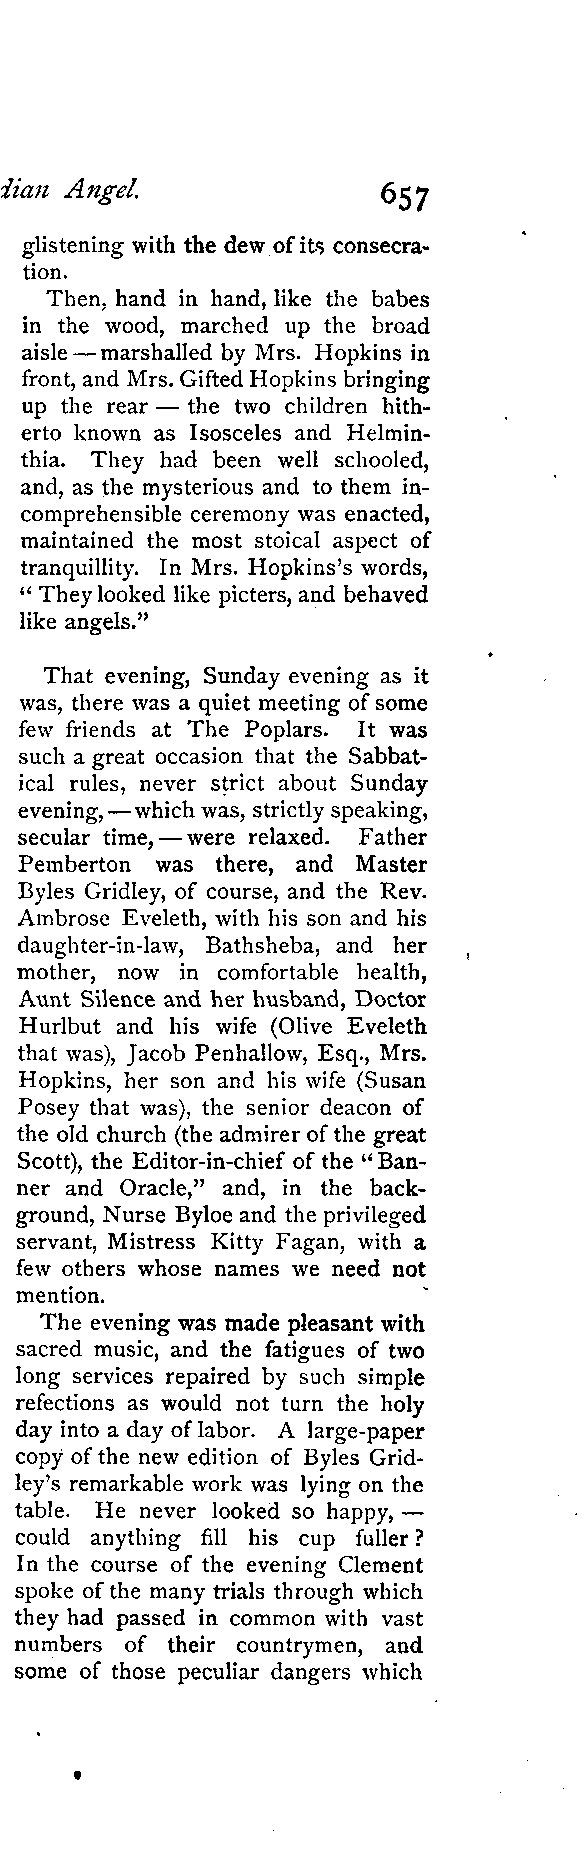 dian Angel. 657
glistening with the dew of its consecra-
tion.
Then, hand in hand, like the babes
in the wood, marched up the broad
aisle — marshalled by Mrs. Hopkins in
front, and Mrs. Gifted Hopkins bringing
up the rear — the two children hith-
erto known as Isosceles and Helmin-
thia. They had been well schooled,
and, as the mysterious and to them in-
comprehensible ceremony was enacted,
maintained the most stoical aspect of
tranquillity. In Mrs. Hopkins's words,
“ They looked like picters, and behaved
like angels.”
That evening, Sunday evening as it
was, there was a quiet meeting of some
few friends at The Poplars. It was
such a great occasion that the Sabbat-
ical rules, never strict about Sunday
evening, — which was, strictly speaking,
secular time, — were relaxed. Father
Pemberton was there, and Master
Byles Gridley, of course, and the Rev.
Ambrose Eveleth, with his son and his
daughter-in-law, Bathsheba, and her
mother, now in comfortable health,
Aunt Silence and her husband, Doctor
Hurlbut and his wife (Olive Eveleth
that was), Jacob Penhallow, Esq., Mrs.
Hopkins, her son and his wife (Susan
Posey that was), the senior deacon of
the old church (the admirer of the great
Scott), the Editor-in-chief of the “ Ban-
ner and Oracle,” and, in the back-
ground, Nurse Byloe and the privileged
servant, Mistress Kitty Fagan, with a
few others whose names we need not
mention.
The evening was made pleasant with
sacred music, and the fatigues of two
long services repaired by such simple
refections as would not turn the holy
day into a day of labor. A large-paper
copy of the new edition of Byles Grid-
ley's remarkable work was lying on the
table. He never looked so happy, —
could anything fill his cup fuller ?
In the course of the evening Clement
spoke of the many trials through which
they had passed in common with vast
numbers of their countrymen, and
some of those peculiar dangers which